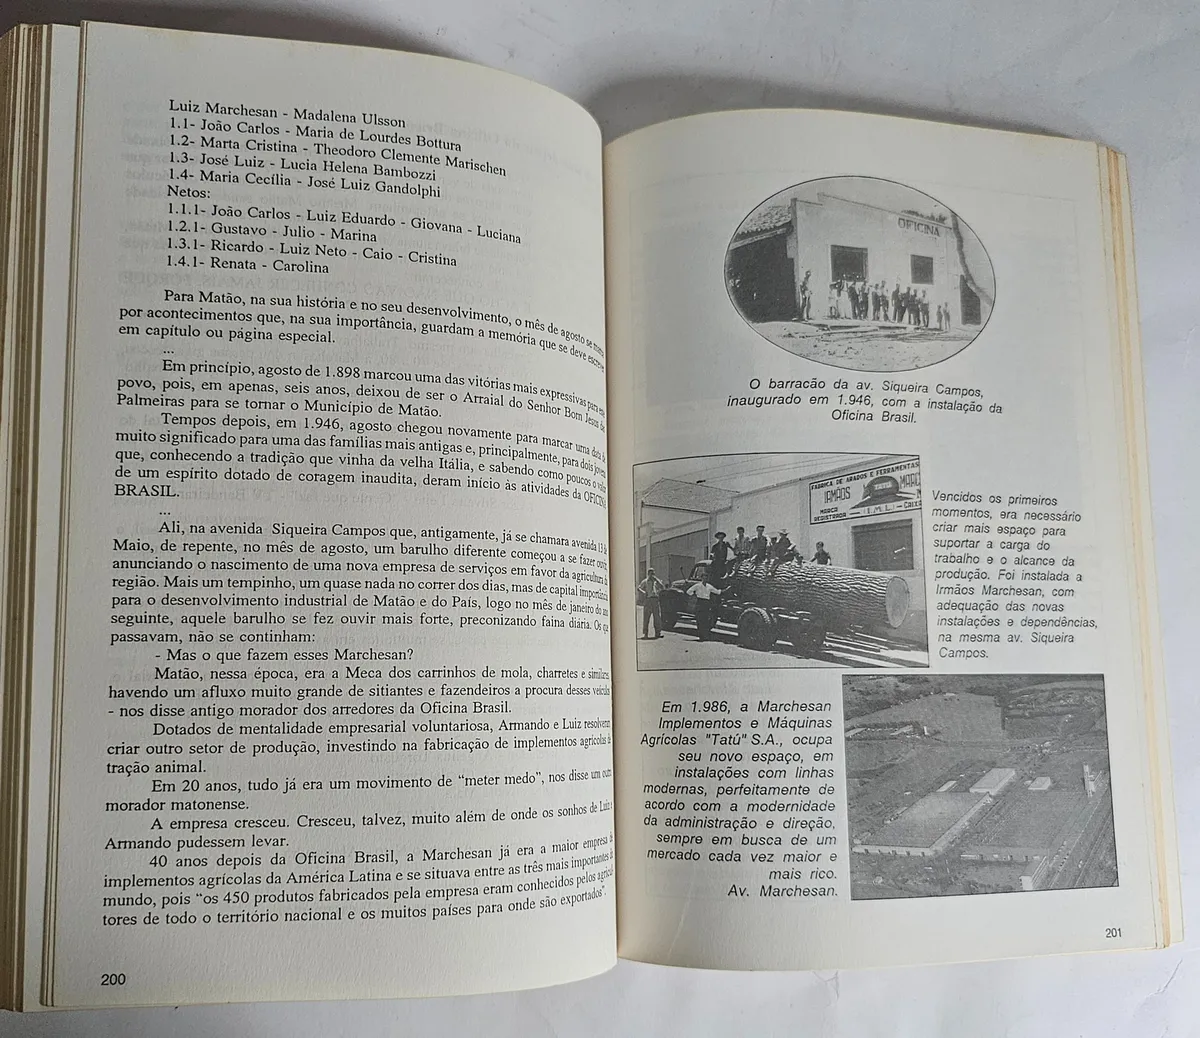 Luiz Marchesan - Madalena Ulsson
1.1- João Carlos - Maria de Lourdes Bottura
1.2- Marta Cristina - Theodoro Clemente Marischen
1.3- José Luiz - Lucia Helena Bambozzi
1.4- Maria Cecília - José Luiz Gandolphi
Netos:
1.1.1- João Carlos - Luiz Eduardo - Giovana - Luciana
1.2.1- Gustavo - Julio - Marina
1.3.1- Ricardo - Luiz Neto - Caio - Cristina
1.4.1- Renata - Carolina
Para Matão, na sua história e no seu desenvolvimento, o mês de agosto se
por acontecimentos que, na sua importância, guardam a memória que se deve escreve
em capítulo ou página especial.
...
Em princípio, agosto de 1.898 marcou uma das vitórias mais expressivas para
povo, pois, em apenas, seis anos, deixou de ser o Arraial do Senhor Bom Jesus das
Palmeiras para se tornar o Município de Matão.
Tempos depois, em 1.946, agosto chegou novamente para marcar uma data de
muito significado para uma das famílias mais antigas e, principalmente, para dois
que, conhecendo a tradição que vinha da velha Itália, e sabendo como poucos o valor
de um espírito dotado de coragem inaudita, deram início às atividades da OFICINA
BRASIL.
...
Ali, na avenida Siqueira Campos que, antigamente, já se chamara avenida 13 de
Maio, de repente, no mês de agosto, um barulho diferente começou a se fazer ouvir,
anunciando o nascimento de uma nova empresa de serviços em favor da agricultura da
região. Mais um tempinho, um quase nada no correr dos dias, mas de capital importância
para o desenvolvimento industrial de Matão e do País, logo no mês de janeiro do ano
seguinte, aquele barulho se fez ouvir mais forte, preconizando faina diária. Os que
passavam, não se continham:
- Mas o que fazem esses Marchesan?
Matão, nessa época, era a Meca dos carrinhos de mola, charretes e similares,
havendo um afluxo muito grande de sitiantes e fazendeiros a procura desses veículos
- nos disse antigo morador dos arredores da Oficina Brasil.
Dotados de mentalidade empresarial voluntariosa, Armando e Luiz resolveram
criar outro setor de produção, investindo na fabricação de implementos agrícolas de
tração animal.
Em 20 anos, tudo já era um movimento de “meter medo”, nos disse um outro
morador matonense.
A empresa cresceu. Cresceu, talvez, muito além de onde os sonhos de Luiz e
Armando pudessem levar.
40 anos depois da Oficina Brasil, a Marchesan já era a maior empresa de
implementos agrícolas da América Latina e se situava entre as três mais importantes do
mundo, pois “os 450 produtos fabricados pela empresa eram conhecidos pelos agricul
tores de todo o território nacional e os muitos países para onde são exportados”.
200
OFICINA
O barracão da av. Siqueira Campos,
inaugurado em 1.946, com a instalação da
Oficina Brasil.
FABRICA DE ARADOS E FERRAMENTAS
IRMÃOS MARC
MARCA
REGISTRADA I.M.L. CAIXA
Vencidos os primeiros
momentos, era necessário
criar mais espaço para
suportar a carga do
trabalho e o alcance da
produção. Foi instalada a
Irmãos Marchesan, com
adequação das novas
instalações e dependências,
na mesma av. Siqueira
Campos.
Em 1.986, a Marchesan
Implementos e Máquinas
Agrícolas "Tatú" S.A., ocupa
seu novo espaço, em
instalações com linhas
modernas, perfeitamente de
acordo com a modernidade
da administração e direção,
sempre em busca de um
mercado cada vez maior e
mais rico.
Av. Marchesan.
201